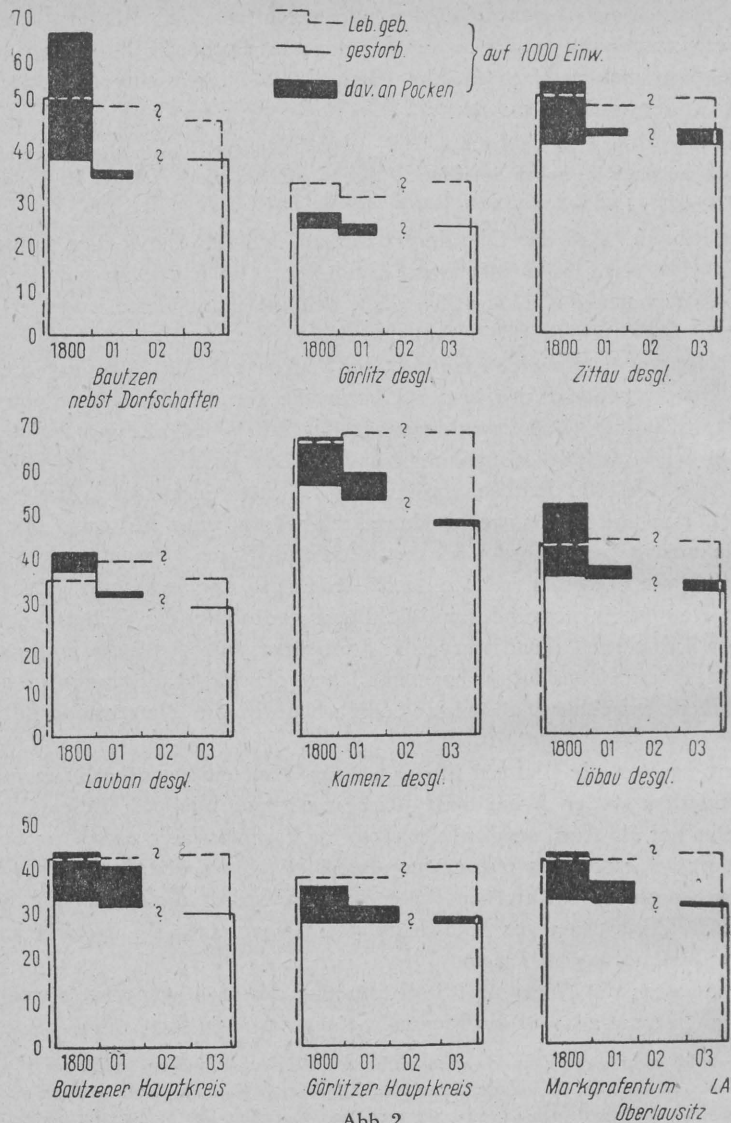 Leb. geb.
gestorb.
dav. an Pocken
auf 1000 Einw.
70
60
50
40
30
20
10
0
? ?
? ?
? ?
1800 01 02 03
1800 01 02 03
1800 01 02 03
Bautzen
nebst Dorfschaften
Görlitz desgl.
Zittau desgl.
70
60
50
40
30
20
10
0
? ?
? ?
? ?
1800 01 02 03
1800 01 02 03
1800 01 02 03
Lauban desgl.
Kamenz desgl.
Löbau desgl.
50
40
30
20
10
0
? ?
? ?
? ?
1800 01 02 03
1800 01 02 03
1800 01 02 03
Bautzener Hauptkreis
Görlitzer Hauptkreis
Markgrafentum LA
Oberlausitz
Abb. 2